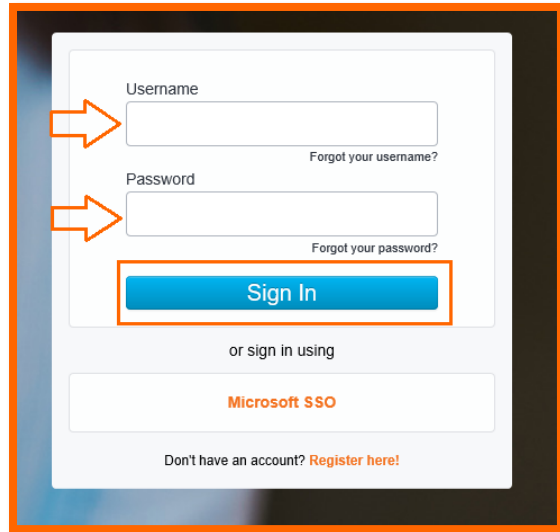 Username
Forgot your username?
Password
Forgot your password?
Sign In
or sign in using
Microsoft SSO
Don't have an account? Register here!